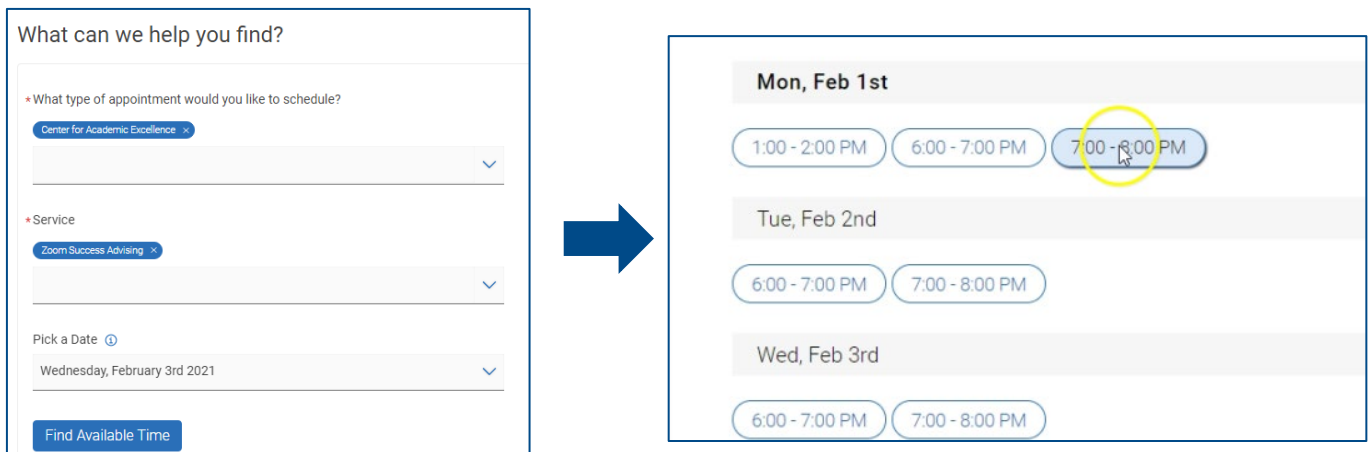 What can we help you find?
*What type of appointment would you like to schedule?
Center for Academic Excellence ×
*Service
Zoom Success Advising ×
Pick a Date
Wednesday, February 3rd 2021
Find Available Time
Mon, Feb 1st
1:00 - 2:00 PM 6:00 - 7:00 PM 7:00 - 8:00 PM
Tue, Feb 2nd
6:00 - 7:00 PM 7:00 - 8:00 PM
Wed, Feb 3rd
6:00 - 7:00 PM 7:00 - 8:00 PM